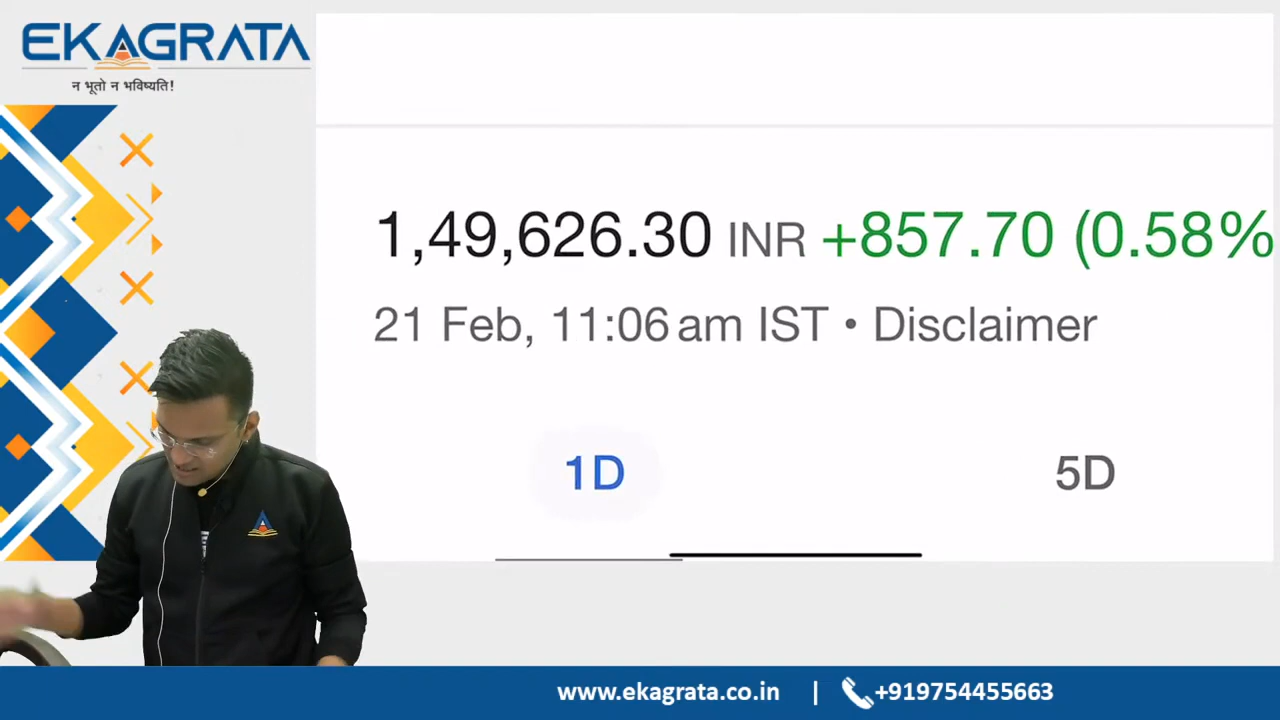 EKAGRATA
न भूतो न भविष्यति!
1,49,626.30 INR +857.70 (0.58%
21 Feb, 11:06 am IST • Disclaimer
1D
5D
www.ekagrata.co.in | +919754455663